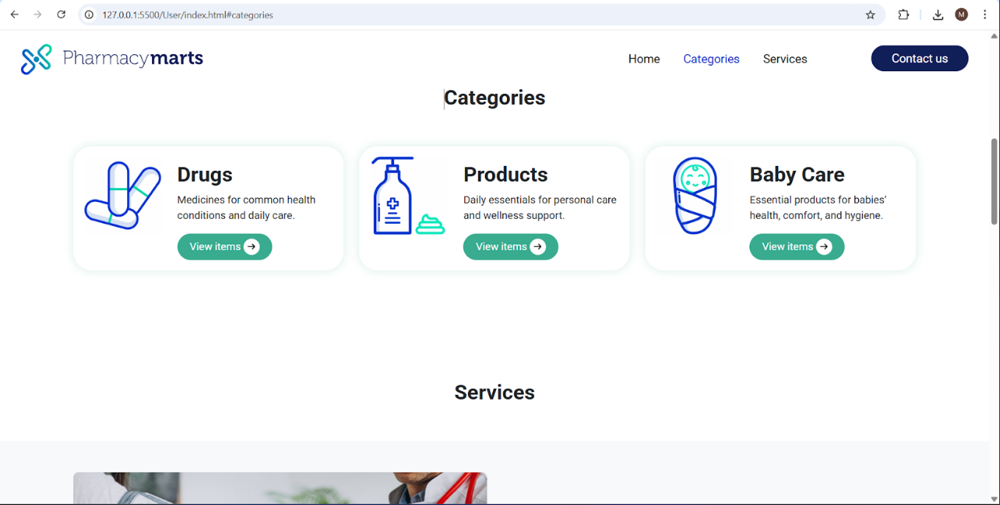 127.0.0.1:5500/User/index.html#categories
M
Pharmacymarts
Home Categories Services Contact us
Categories
Drugs
Medicines for common health
conditions and daily care.
View items
Products
Daily essentials for personal care
and wellness support.
View items
Baby Care
Essential products for babies’
health, comfort, and hygiene.
View items
Services